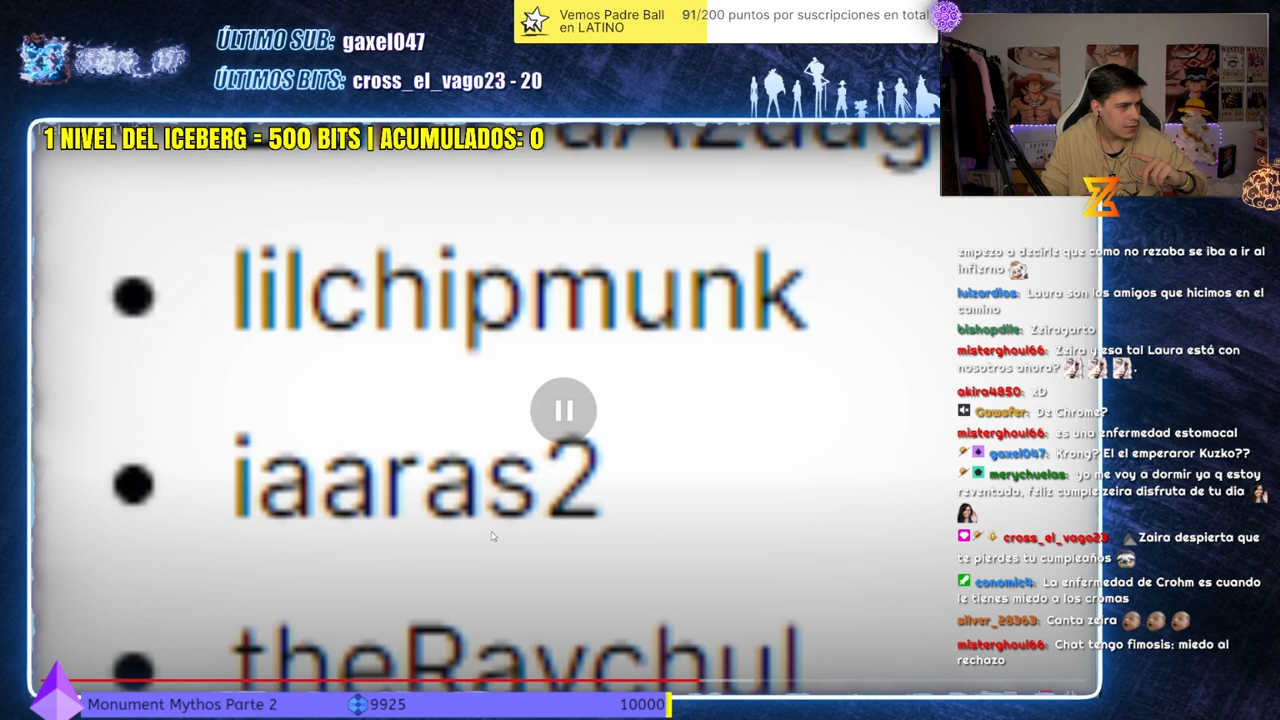 ÚLTIMO SUB: gaxel047
ÚLTIMOS BITS: cross_el_vago23 - 20
Vemos Padre Ball
en LATINO
91/200 puntos por suscripciones en total
1 NIVEL DEL ICEBERG = 500 BITS | ACUMULADOS: 0
lilchipmunk
iaaras2
theRaychul
empezo a decirle que como no rezaba se iba a ir al
infierno
luizardios: Laura son los amigos que hicimos en el
camino
bishopdile: Zeiragarto
misterghoul66: Zeira y esa tal Laura está con
nosotros ahora? .
akira4850: xD
Gawsfer: De Chrome?
misterghoul66: es una enfermedad estomacal
gaxel047: Krong? El el emperaror Kuzko??
merychuelas: yo me voy a dormir ya q estoy
reventada, feliz cumple zeira disfruta de tu dia
cross_el_vago23: Zaira despierta que
te pierdes tu cumpleaños
conomic4: La enfermedad de Crohm es cuando
le tienes miedo a los cromas
silver_28363: Canta zeira
misterghoul66: Chat tengo fimosis: miedo al
rechazo
Monument Mythos Parte 2
9925
10000